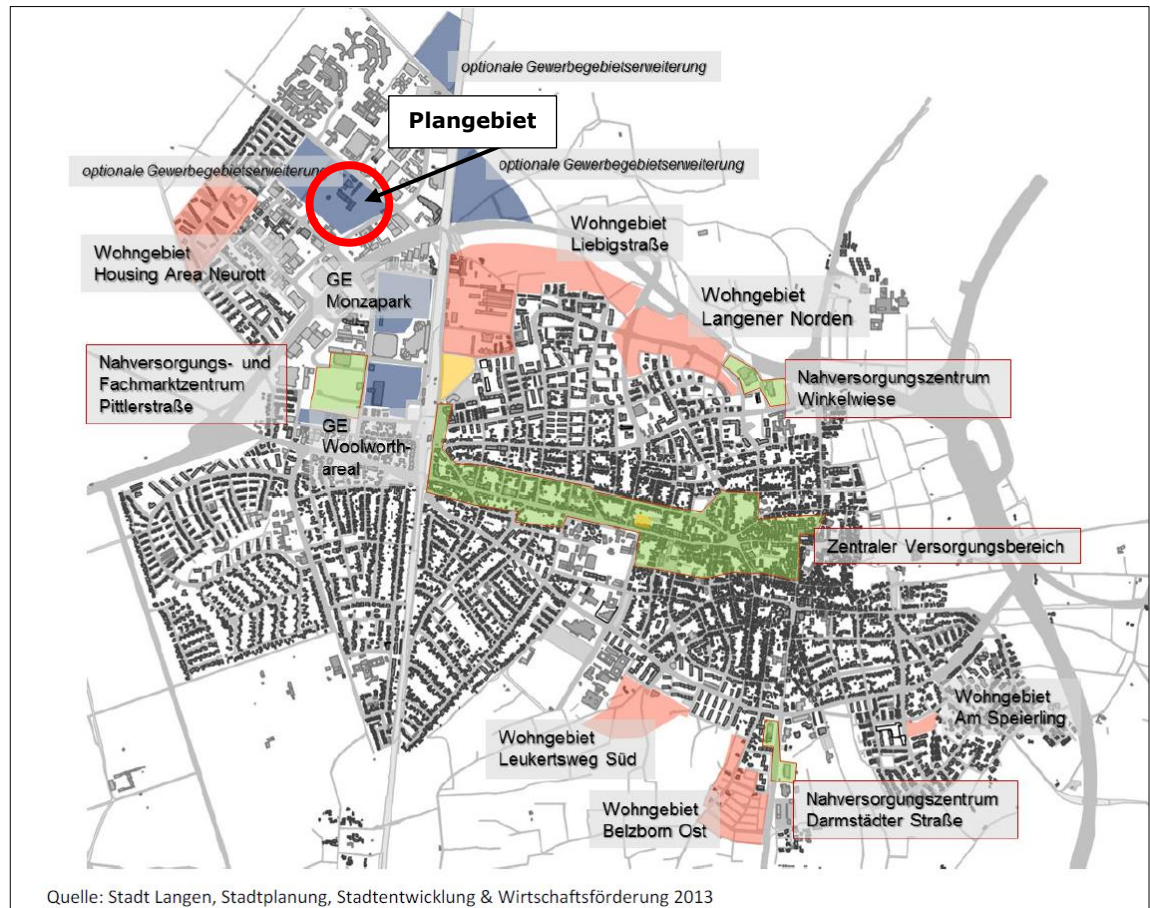 optionale Gewerbegebietserweiterung
Plangebiet
optionale Gewerbegebietserweiterung
optionale Gewerbegebietserweiterung
Wohngebiet
Liebigstraße
Wohngebiet
Housing Area Neurott
GE
Monzapark
Wohngebiet
Langener Norden
Nahversorgungs- und
Fachmarktzentrum
Pittlerstraße
Nahversorgungszentrum
Winkelwiese
GE
Woolworth-
areal
Zentraler Versorgungsbereich
Wohngebiet
Am Speierling
Wohngebiet
Leukertsweg Süd
Wohngebiet
Belzborn Ost
Nahversorgungszentrum
Darmstädter Straße
Quelle: Stadt Langen, Stadtplanung, Stadtentwicklung & Wirtschaftsförderung 2013